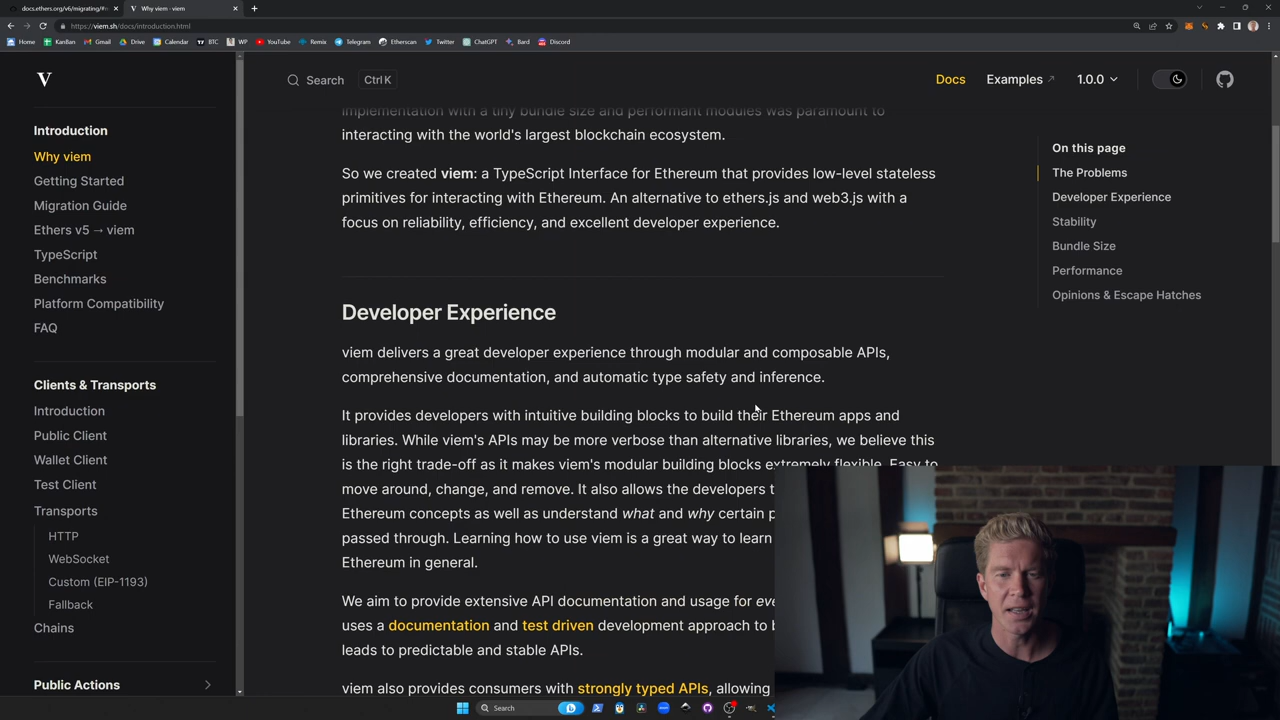 docs.ethers.org/v6/migrating/#
Why viem - viem
https://viem.sh/docs/introduction.html
Home
KanBan
Gmail
Drive
Calendar
BTC
WP
YouTube
Remix
Telegram
Etherscan
Twitter
ChatGPT
Bard
Discord
V
Search
Ctrl K
Docs
Examples
1.0.0
Introduction
Why viem
Getting Started
Migration Guide
Ethers v5 → viem
TypeScript
Benchmarks
Platform Compatibility
FAQ
Clients & Transports
Introduction
Public Client
Wallet Client
Test Client
Transports
HTTP
WebSocket
Custom (EIP-1193)
Fallback
Chains
Public Actions
implementation with a tiny bundle size and performant modules was paramount to
interacting with the world's largest blockchain ecosystem.
So we created viem: a TypeScript Interface for Ethereum that provides low-level stateless
primitives for interacting with Ethereum. An alternative to ethers.js and web3.js with a
focus on reliability, efficiency, and excellent developer experience.
Developer Experience
viem delivers a great developer experience through modular and composable APIs,
comprehensive documentation, and automatic type safety and inference.
It provides developers with intuitive building blocks to build their Ethereum apps and
libraries. While viem's APIs may be more verbose than alternative libraries, we believe this
is the right trade-off as it makes viem's modular building blocks extremely flexible. Easy to
move around, change, and remove. It also allows the developers t
Ethereum concepts as well as understand what and why certain p
passed through. Learning how to use viem is a great way to learn
Ethereum in general.
We aim to provide extensive API documentation and usage for eve
uses a documentation and test driven development approach to b
leads to predictable and stable APIs.
viem also provides consumers with strongly typed APIs, allowing
On this page
The Problems
Developer Experience
Stability
Bundle Size
Performance
Opinions & Escape Hatches
Search